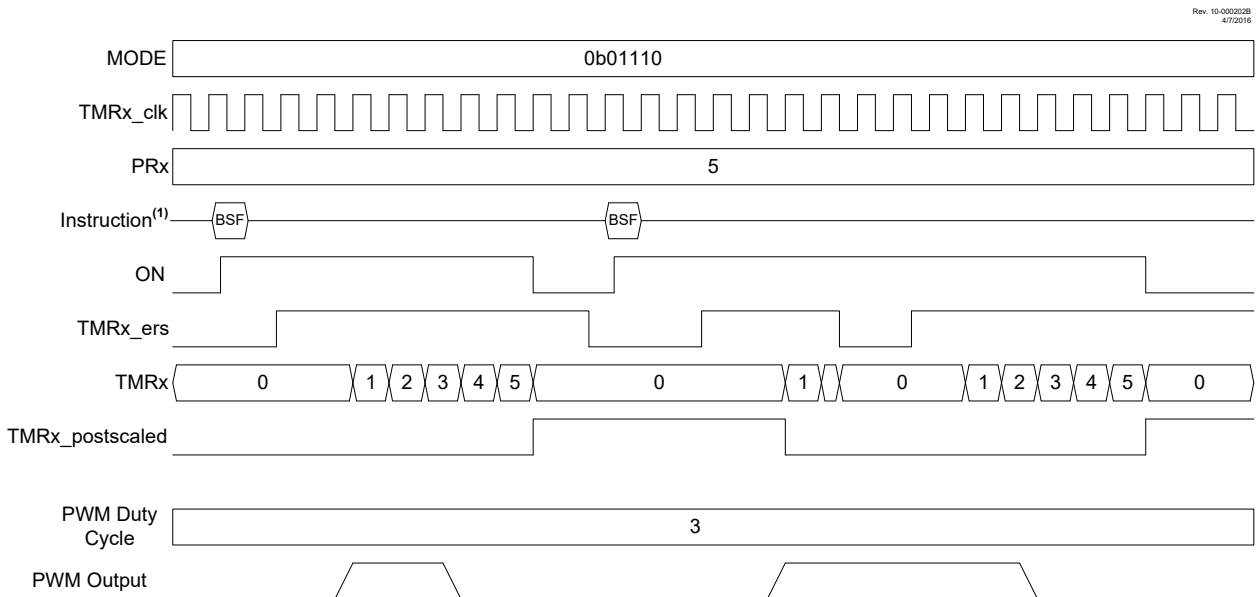 Rev. 10-000202B
4/7/2016
MODE 0b01110
TMRx_clk
PRx 5
Instruction(1) BSF BSF
ON
TMRx_ers
TMRx 0 1 2 3 4 5 0 1 0 1 2 3 4 5 0
TMRx_postscaled
PWM Duty
Cycle 3
PWM Output